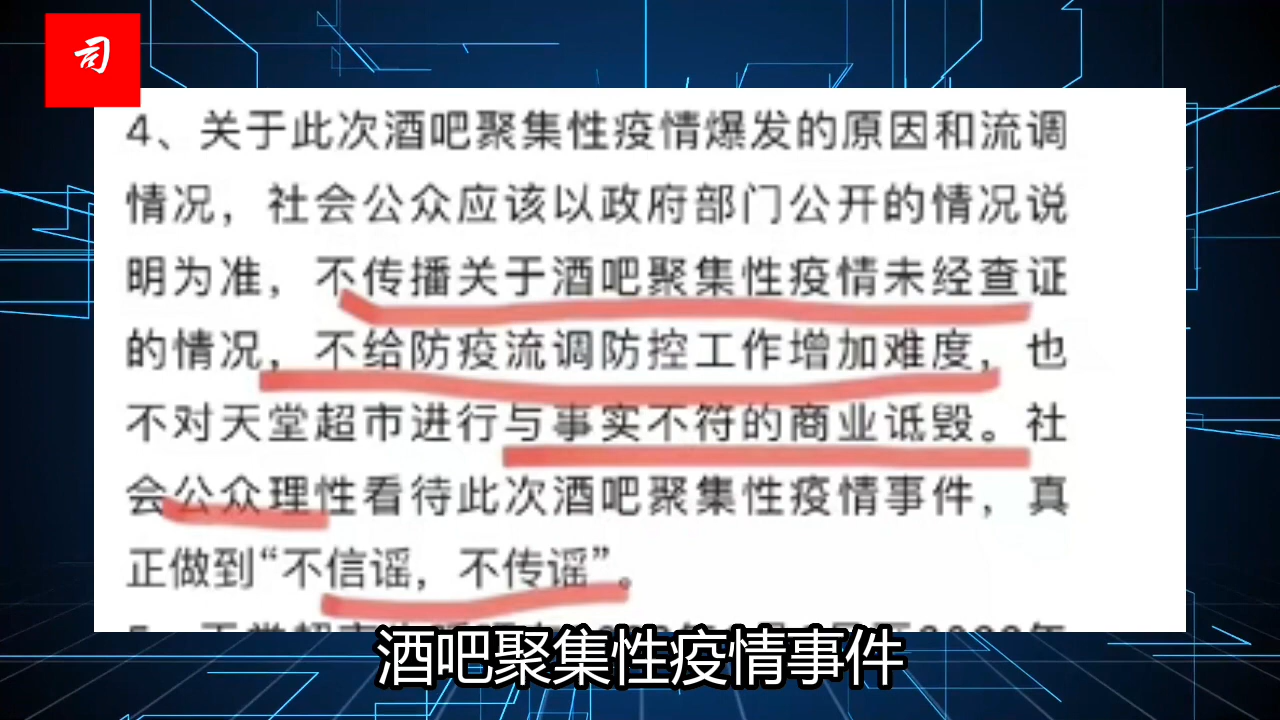 司
4、关于此次酒吧聚集性疫情爆发的原因和流调
情况，社会公众应该以政府部门公开的情况说
明为准，不传播关于酒吧聚集性疫情未经查证
的情况，不给防疫流调防控工作增加难度，也
不对天堂超市进行与事实不符的商业诋毁。社
会公众理性看待此次酒吧聚集性疫情事件，真
正做到“不信谣，不传谣”。
酒吧聚集性疫情事件